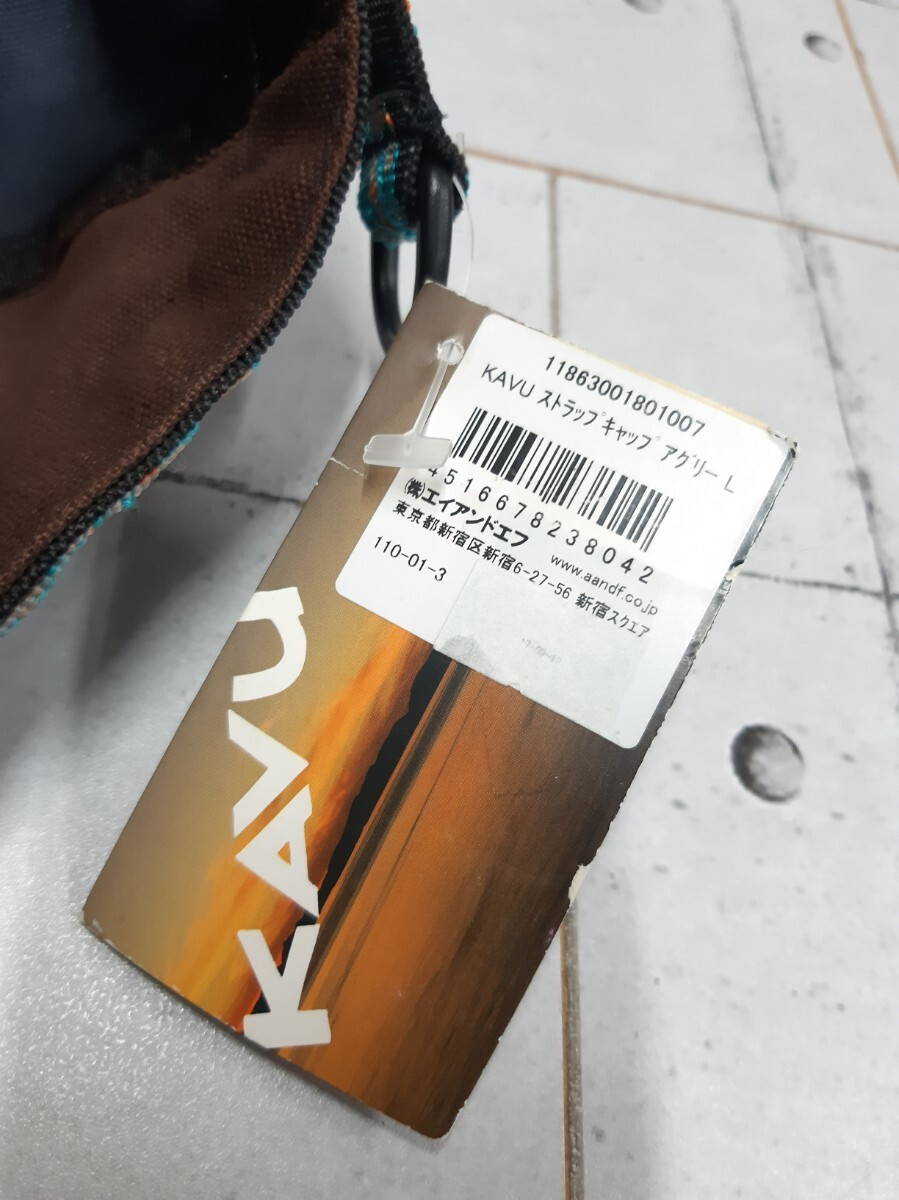 11863001801007
KAVU ストラップキャップ アグリー L
4516678238042
㈱エイアンドエフ www.aandf.co.jp
東京都新宿区新宿6-27-56 新宿スクエア
110-01-3
KAVU